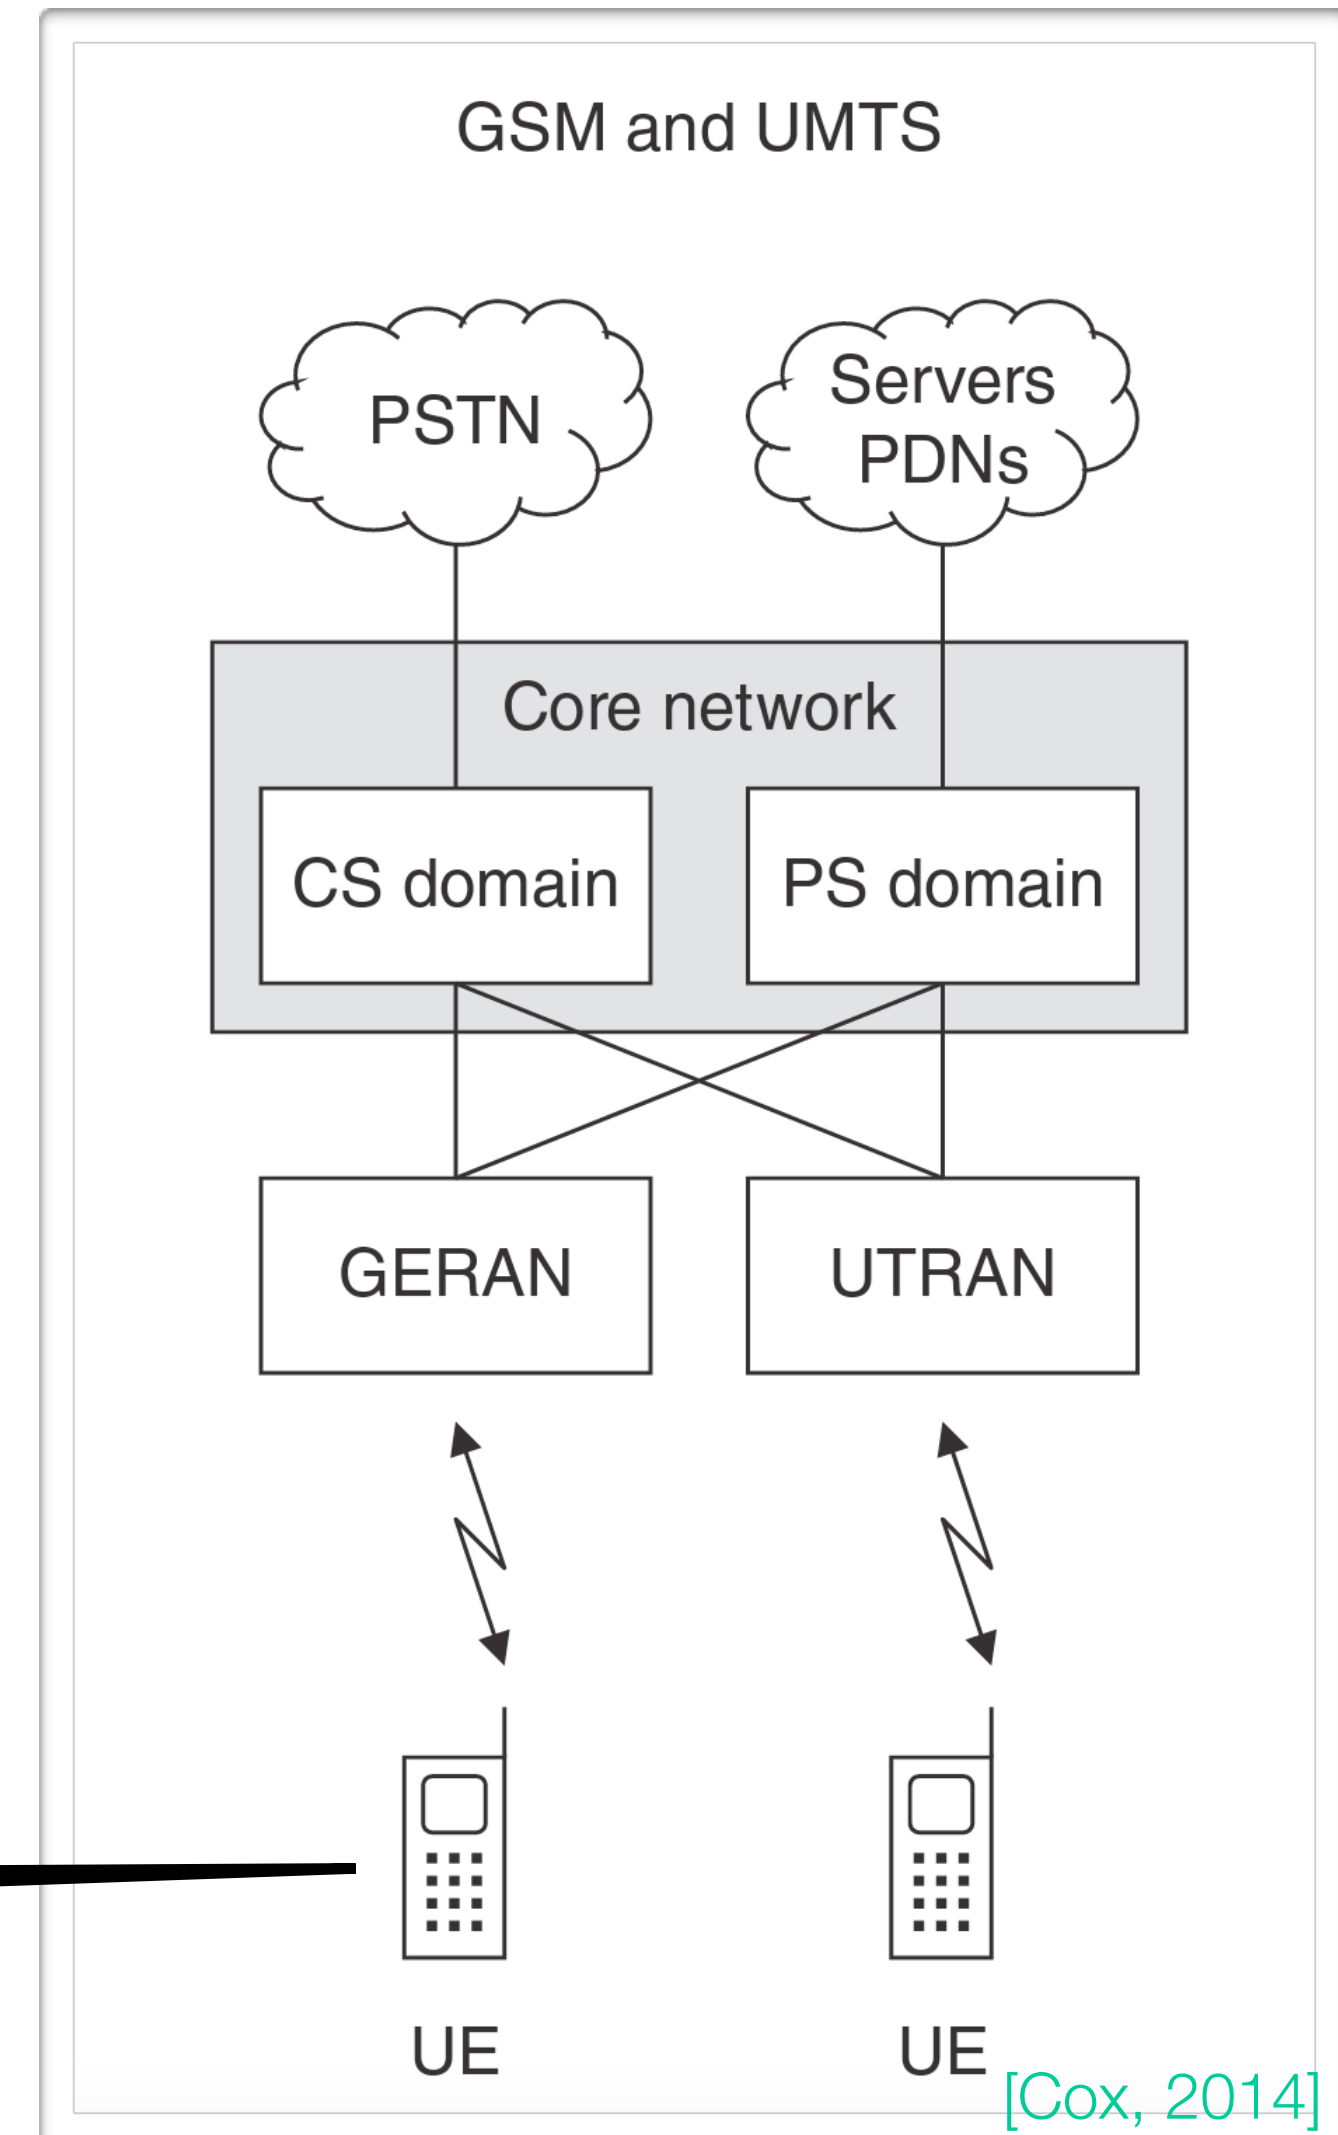 GSM and UMTS
PSTN
Servers
PDNs
Core network
CS domain
PS domain
GERAN
UTRAN
UE
UE
[Cox, 2014]